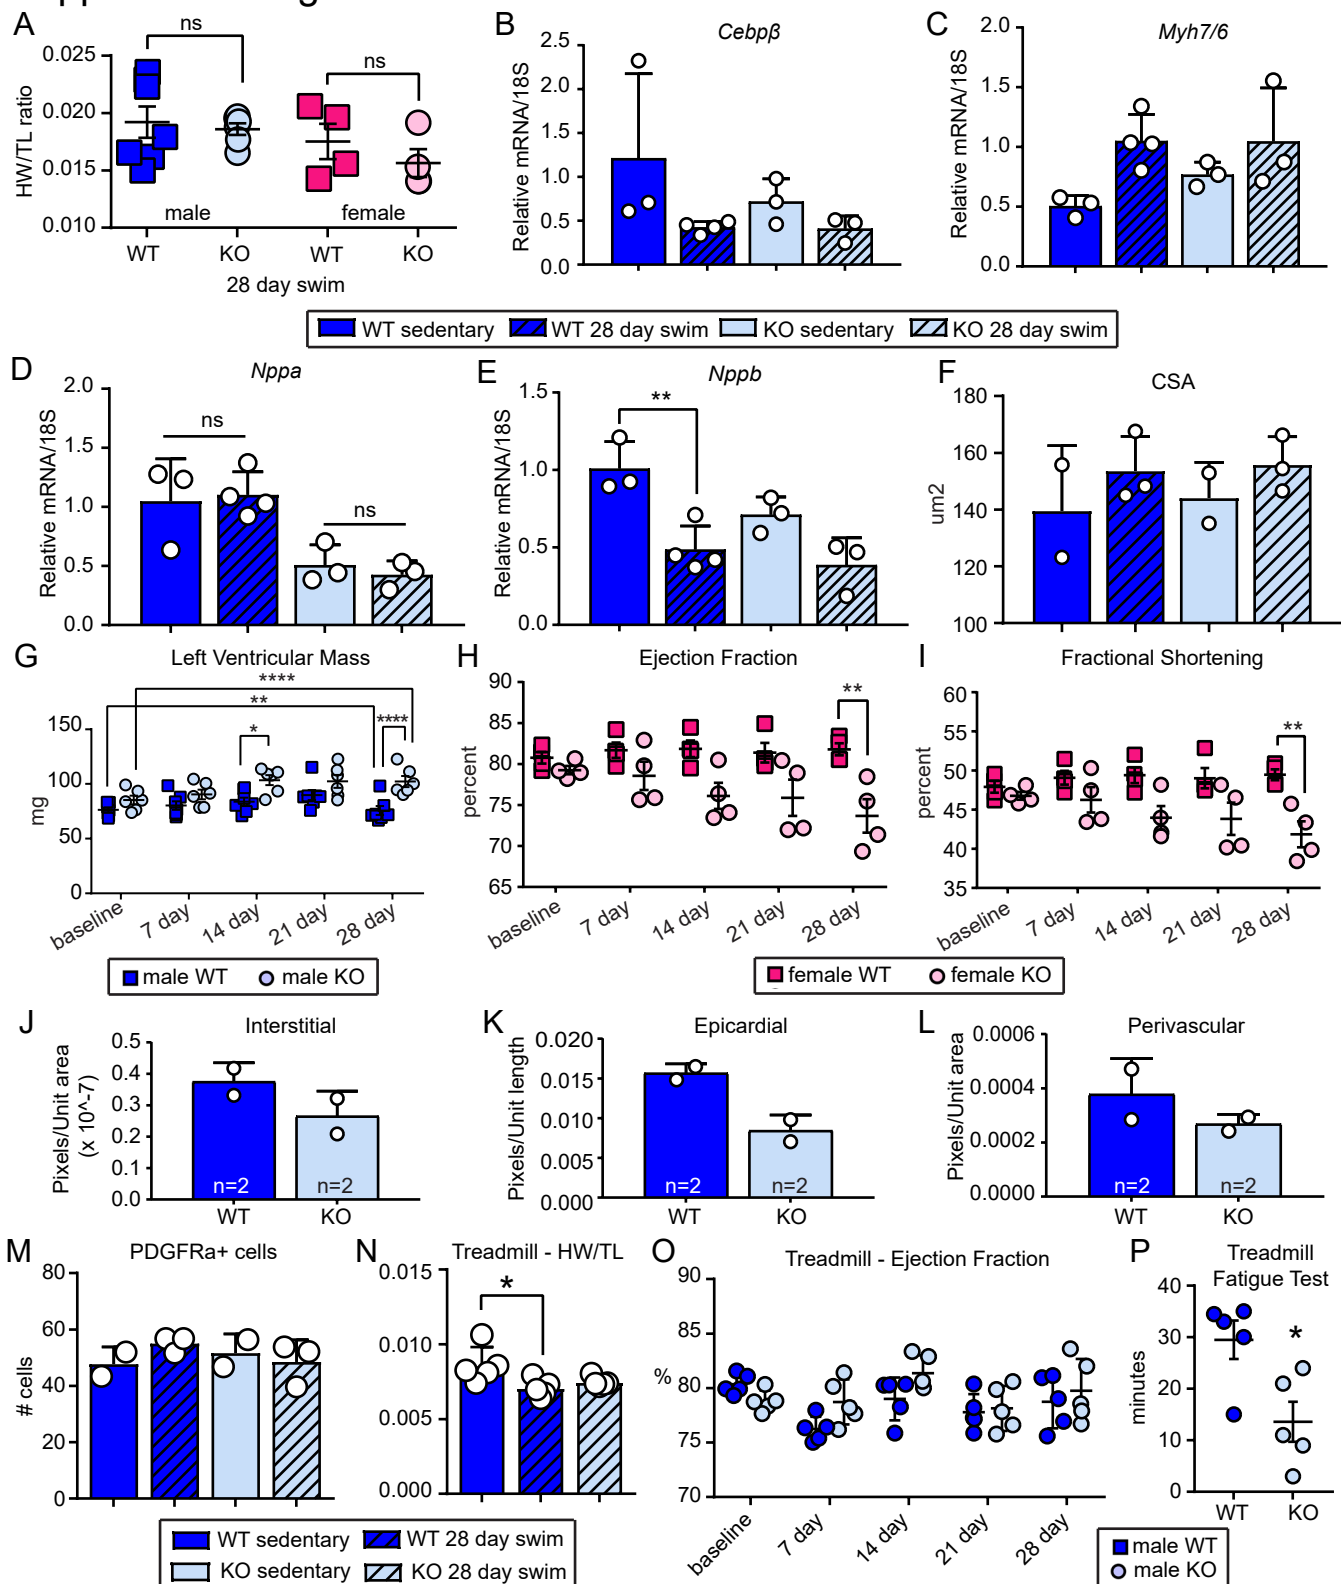 A
ns
ns
0.025
0.020
0.015
0.010
HW/TL ratio
male
female
WT
KO
WT
KO
28 day swim
B
Cebpβ
2.5
2.0
1.5
1.0
0.5
0.0
Relative mRNA/18S
C
Myh7/6
2.0
1.5
1.0
0.5
0.0
Relative mRNA/18S
WT sedentary
WT 28 day swim
KO sedentary
KO 28 day swim
D
Nppa
2.0
1.5
1.0
0.5
0.0
Relative mRNA/18S
ns
ns
E
Nppb
1.5
1.0
0.5
0.0
Relative mRNA/18S
**
F
CSA
180
160
140
120
100
um2
G
Left Ventricular Mass
****
**
*
****
150
100
50
0
mg
baseline
7 day
14 day
21 day
28 day
male WT
male KO
H
Ejection Fraction
**
90
85
80
75
70
65
percent
baseline
7 day
14 day
21 day
28 day
I
Fractional Shortening
**
60
55
50
45
40
35
percent
baseline
7 day
14 day
21 day
28 day
female WT
female KO
J
Interstitial
0.5
0.4
0.3
0.2
0.1
0.0
Pixels/Unit area
(x 10^-7)
n=2
n=2
WT
KO
K
Epicardial
0.020
0.015
0.010
0.005
0.000
Pixels/Unit length
n=2
n=2
WT
KO
L
Perivascular
0.0006
0.0004
0.0002
0.0000
Pixels/Unit area
n=2
n=2
WT
KO
M
PDGFRa+ cells
80
60
40
20
0
# cells
N
Treadmill - HW/TL
0.015
0.010
0.005
0.000
*
WT sedentary
WT 28 day swim
KO sedentary
KO 28 day swim
O
Treadmill - Ejection Fraction
90
85
80
75
70
%
baseline
7 day
14 day
21 day
28 day
P
Treadmill
Fatigue Test
40
30
20
10
0
minutes
*
WT
KO
male WT
male KO